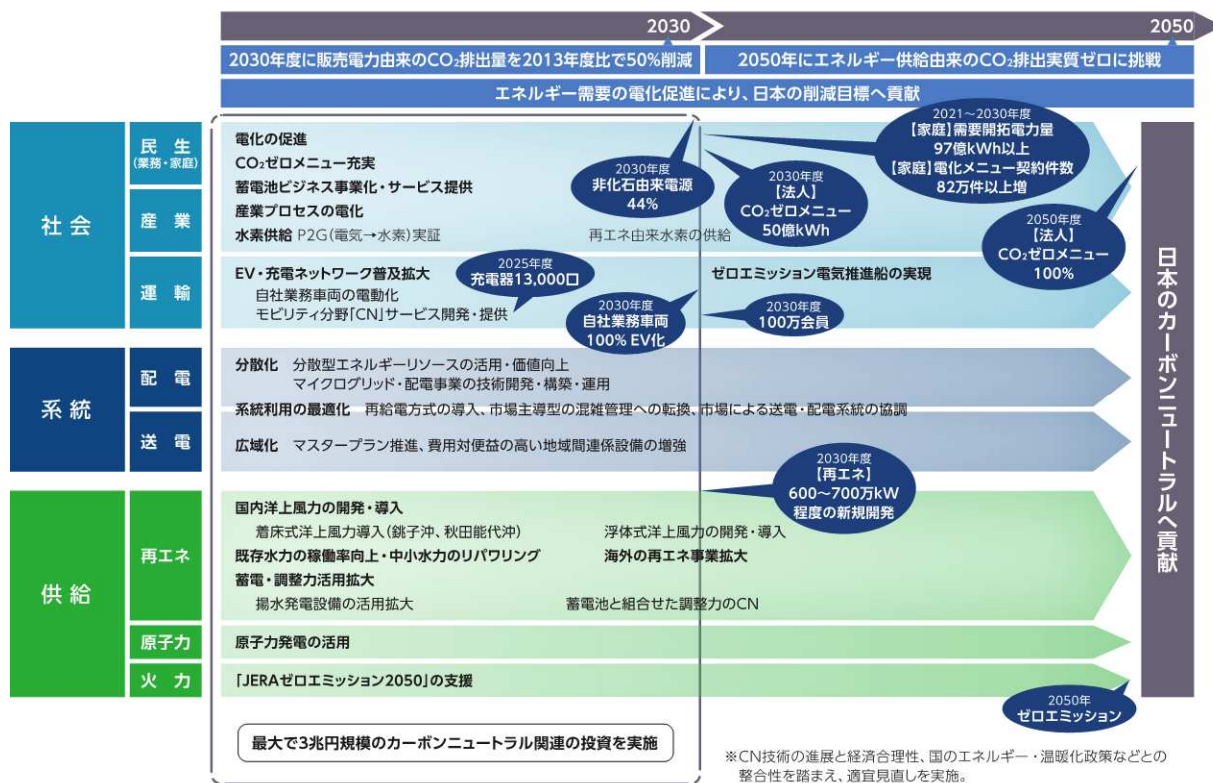 2030
2050
2030年度に販売電力由来のCO₂排出量を2013年度比で50%削減
2050年にエネルギー供給由来のCO₂排出実質ゼロに挑戦
エネルギー需要の電化促進により、日本の削減目標へ貢献
社会
民生
(業務・家庭)
産業
運輸
電化の促進
CO₂ゼロメニュー充実
蓄電池ビジネス事業化・サービス提供
産業プロセスの電化
水素供給 P2G(電気→水素)実証
再エネ由来水素の供給
2030年度
非化石由来電源
44%
2030年度
【法人】
CO₂ゼロメニュー
50億kWh
2021〜2030年度
【家庭】需要開拓電力量
97億kWh以上
【家庭】電化メニュー契約件数
82万件以上増
2050年度
【法人】
CO₂ゼロメニュー
100%
EV・充電ネットワーク普及拡大
自社業務車両の電動化
モビリティ分野「CN」サービス開発・提供
2025年度
充電器13,000口
2030年度
自社業務車両
100% EV化
ゼロエミッション電気推進船の実現
2030年度
100万会員
系統
配電
送電
分散化 分散型エネルギーリソースの活用・価値向上
マイクログリッド・配電事業の技術開発・構築・運用
系統利用の最適化 再給電方式の導入、市場主導型の混雑管理への転換、市場による送電・配電系統の協調
広域化 マスタープラン推進、費用対便益の高い地域間連係設備の増強
2030年度
【再エネ】
600〜700万kW
程度の新規開発
供給
再エネ
原子力
火力
国内洋上風力の開発・導入
着床式洋上風力導入(銚子沖、秋田能代沖)
浮体式洋上風力の開発・導入
既存水力の稼働率向上・中小水力のリパワリング
海外の再エネ事業拡大
蓄電・調整力活用拡大
揚水発電設備の活用拡大
蓄電池と組合せた調整力のCN
原子力発電の活用
「JERAゼロエミッション2050」の支援
2050年
ゼロエミッション
日本のカーボンニュートラルへ貢献
最大で3兆円規模のカーボンニュートラル関連の投資を実施
※CN技術の進展と経済合理性、国のエネルギー・温暖化政策などとの
整合性を踏まえ、適宜見直しを実施。